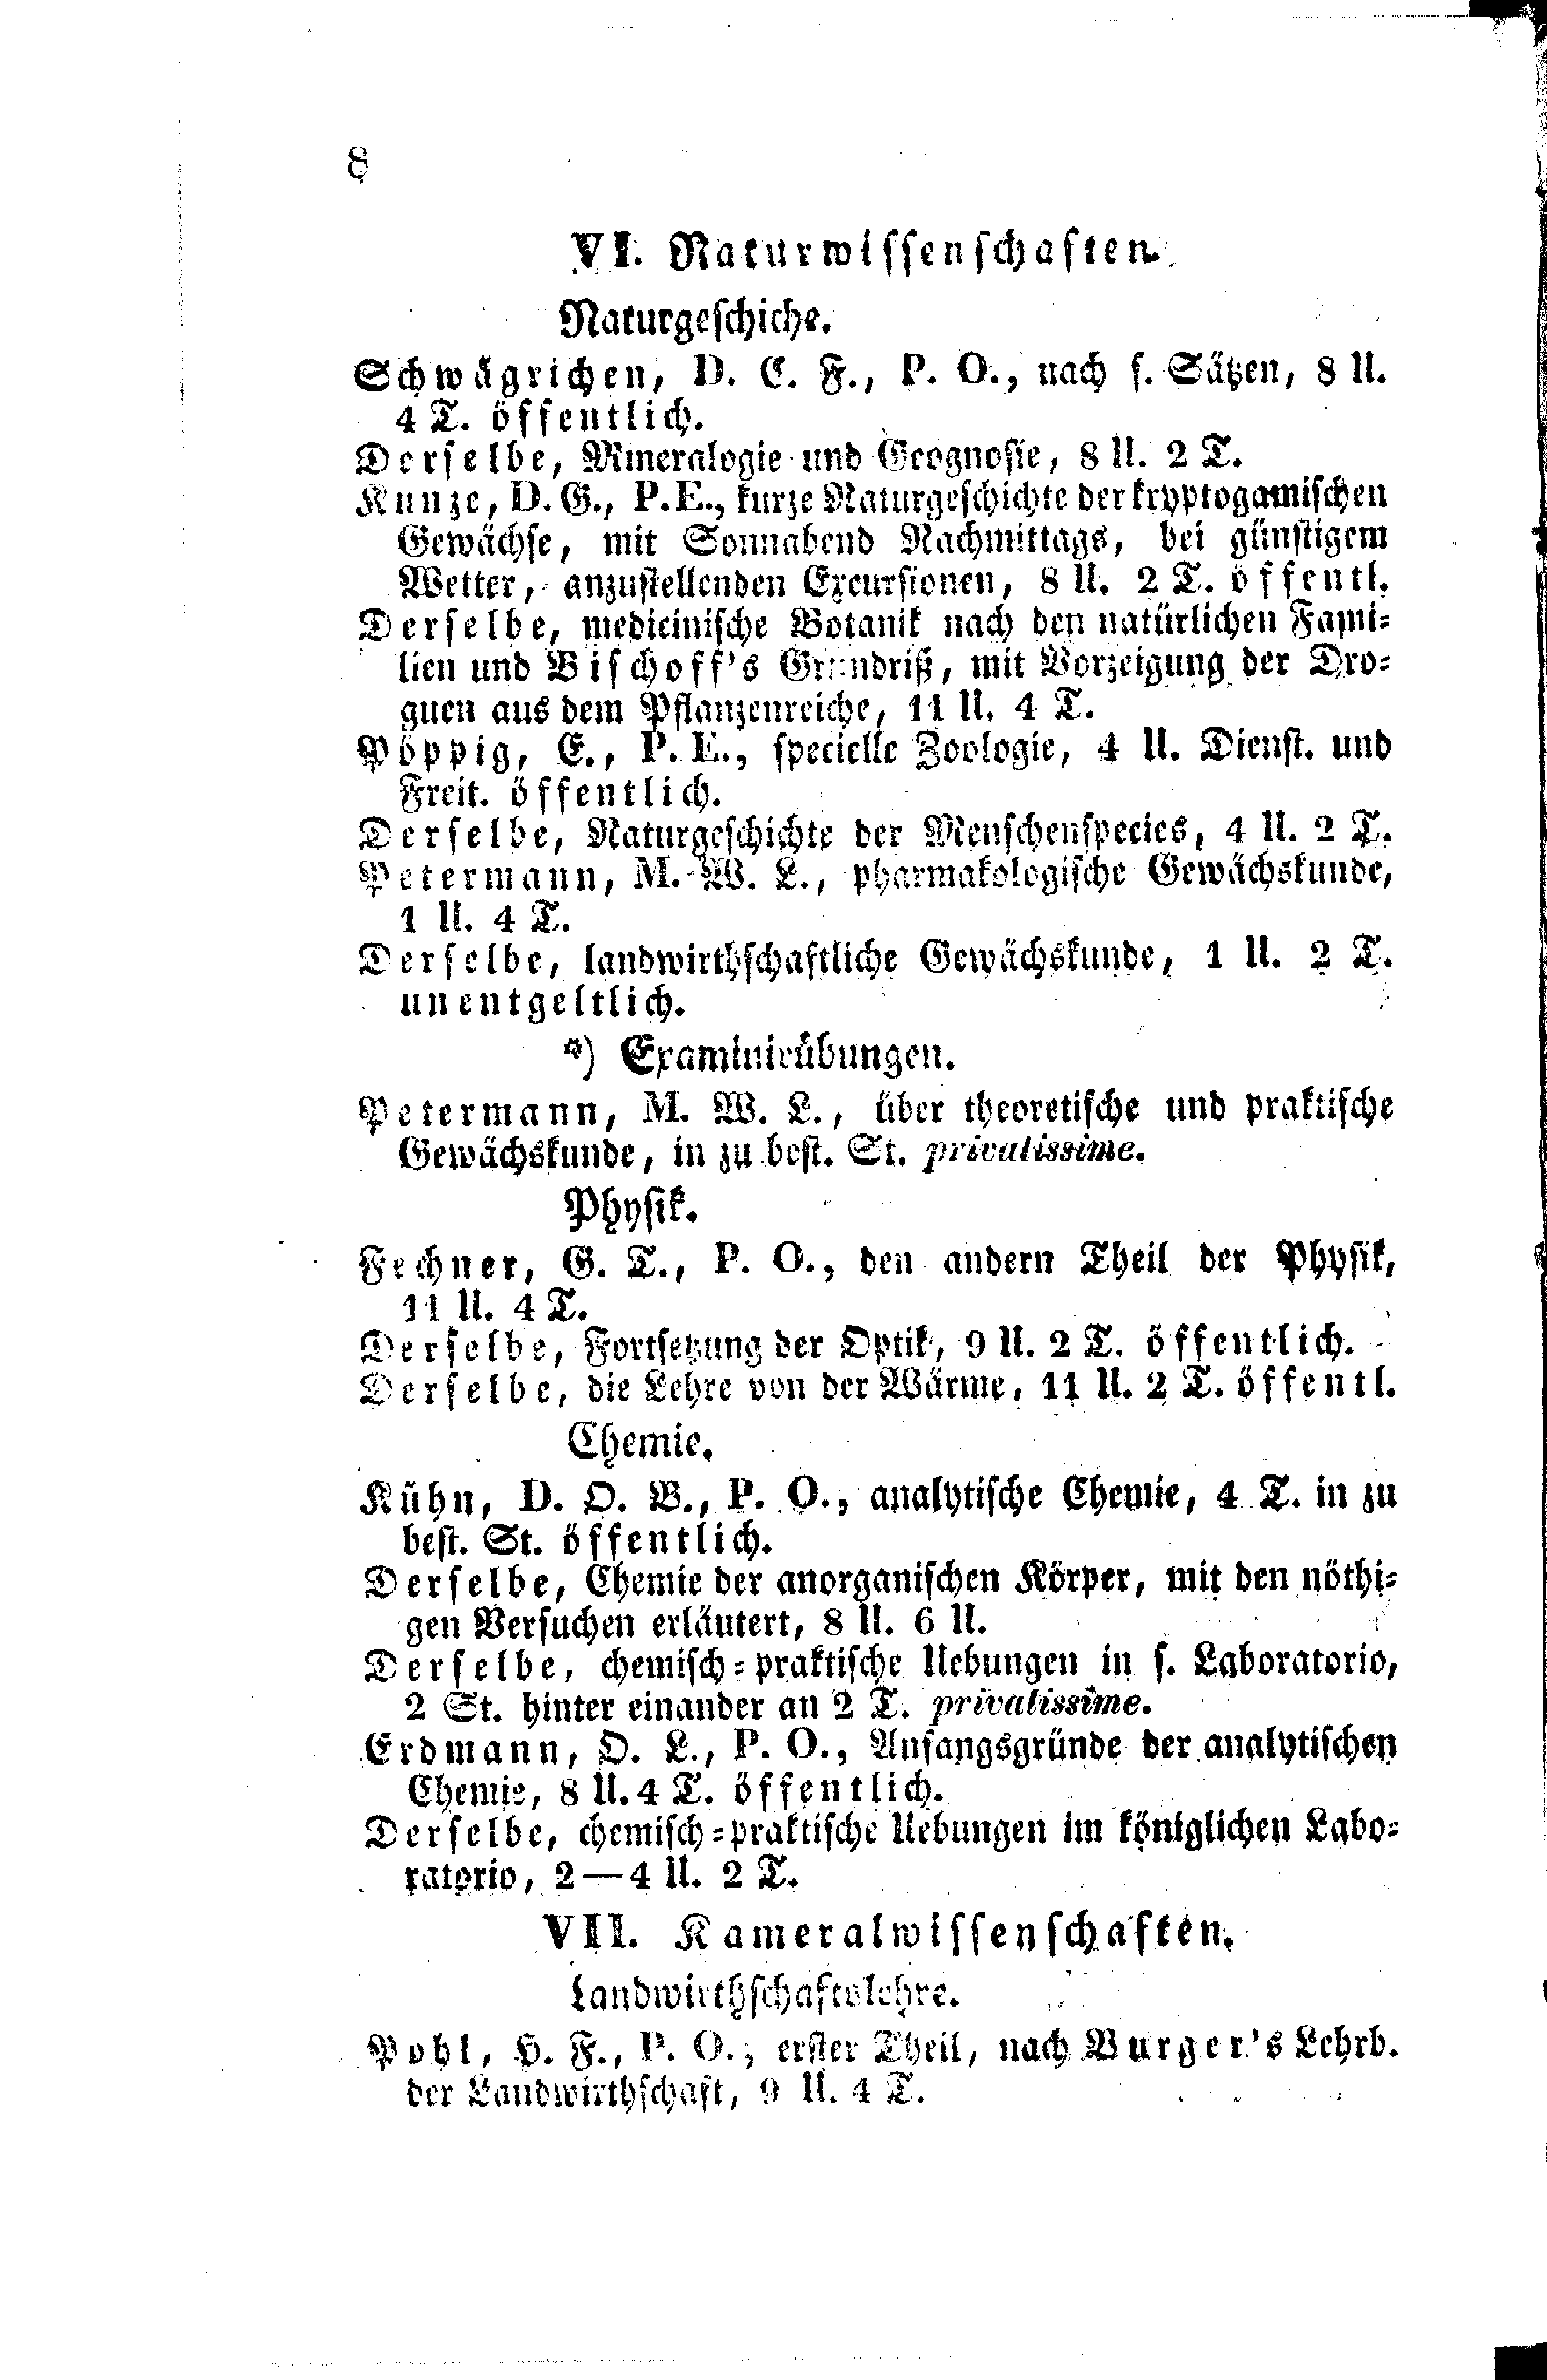 8
VI. Naturwissenschaften.
Naturgeschiche.
Schwägrichen, D. C. F., P. O., nach s. Sätzen, 8 U.
4 T. öffentlich.
Derselbe, Mineralogie und Geognosie, 8 U. 2 T.
Kunze, D. G., P. E., kurze Naturgeschichte der kryptogamischen
Gewächse, mit Sonnabend Nachmittags, bei günstigem
Wetter, anzustellenden Excursionen, 8 U. 2 T. öffentl.
Derselbe, medicinische Botanik nach den natürlichen Fami-
lien und Bischoff's Grundriß, mit Vorzeigung der Dro-
guen aus dem Pflanzenreiche, 11 U. 4 T.
Pöppig, E., P. E., specielle Zoologie, 4 U. Dienst. und
Freit. öffentlich.
Derselbe, Naturgeschichte der Menschenspecies, 4 U. 2 T.
Petermann, M. W. L., pharmakologische Gewächskunde,
1 U. 4 T.
Derselbe, landwirthschaftliche Gewächskunde, 1 U. 2 T.
unentgeltlich.
*) Examinirübungen.
Petermann, M. W. L., über theoretische und praktische
Gewächskunde, in zu best. St. privatissime.
Physik.
Fechner, G. T., P. O., den andern Theil der Physik,
11 U. 4 T.
Derselbe, Fortsetzung der Optik, 9 U. 2 T. öffentlich.
Derselbe, die Lehre von der Wärme, 11 U. 2 T. öffentl.
Chemie.
Kühn, D. O. B., P. O., analytische Chemie, 4 T. in zu
best. St. öffentlich.
Derselbe, Chemie der anorganischen Körper, mit den nöthi-
gen Versuchen erläutert, 8 U. 6 U.
Derselbe, chemisch-praktische Uebungen in s. Laboratorio,
2 St. hinter einander an 2 T. privatissime.
Erdmann, O. L., P. O., Anfangsgründe der analytischen
Chemie, 8 U. 4 T. öffentlich.
Derselbe, chemisch-praktische Uebungen im königlichen Labo-
ratorio, 2—4 U. 2 T.
VII. Kameralwissenschaften.
Landwirthschaftslehre.
Pohl, H. F., P. O., erster Theil, nach Burger's Lehrb.
der Landwirthschaft, 9 U. 4 T.